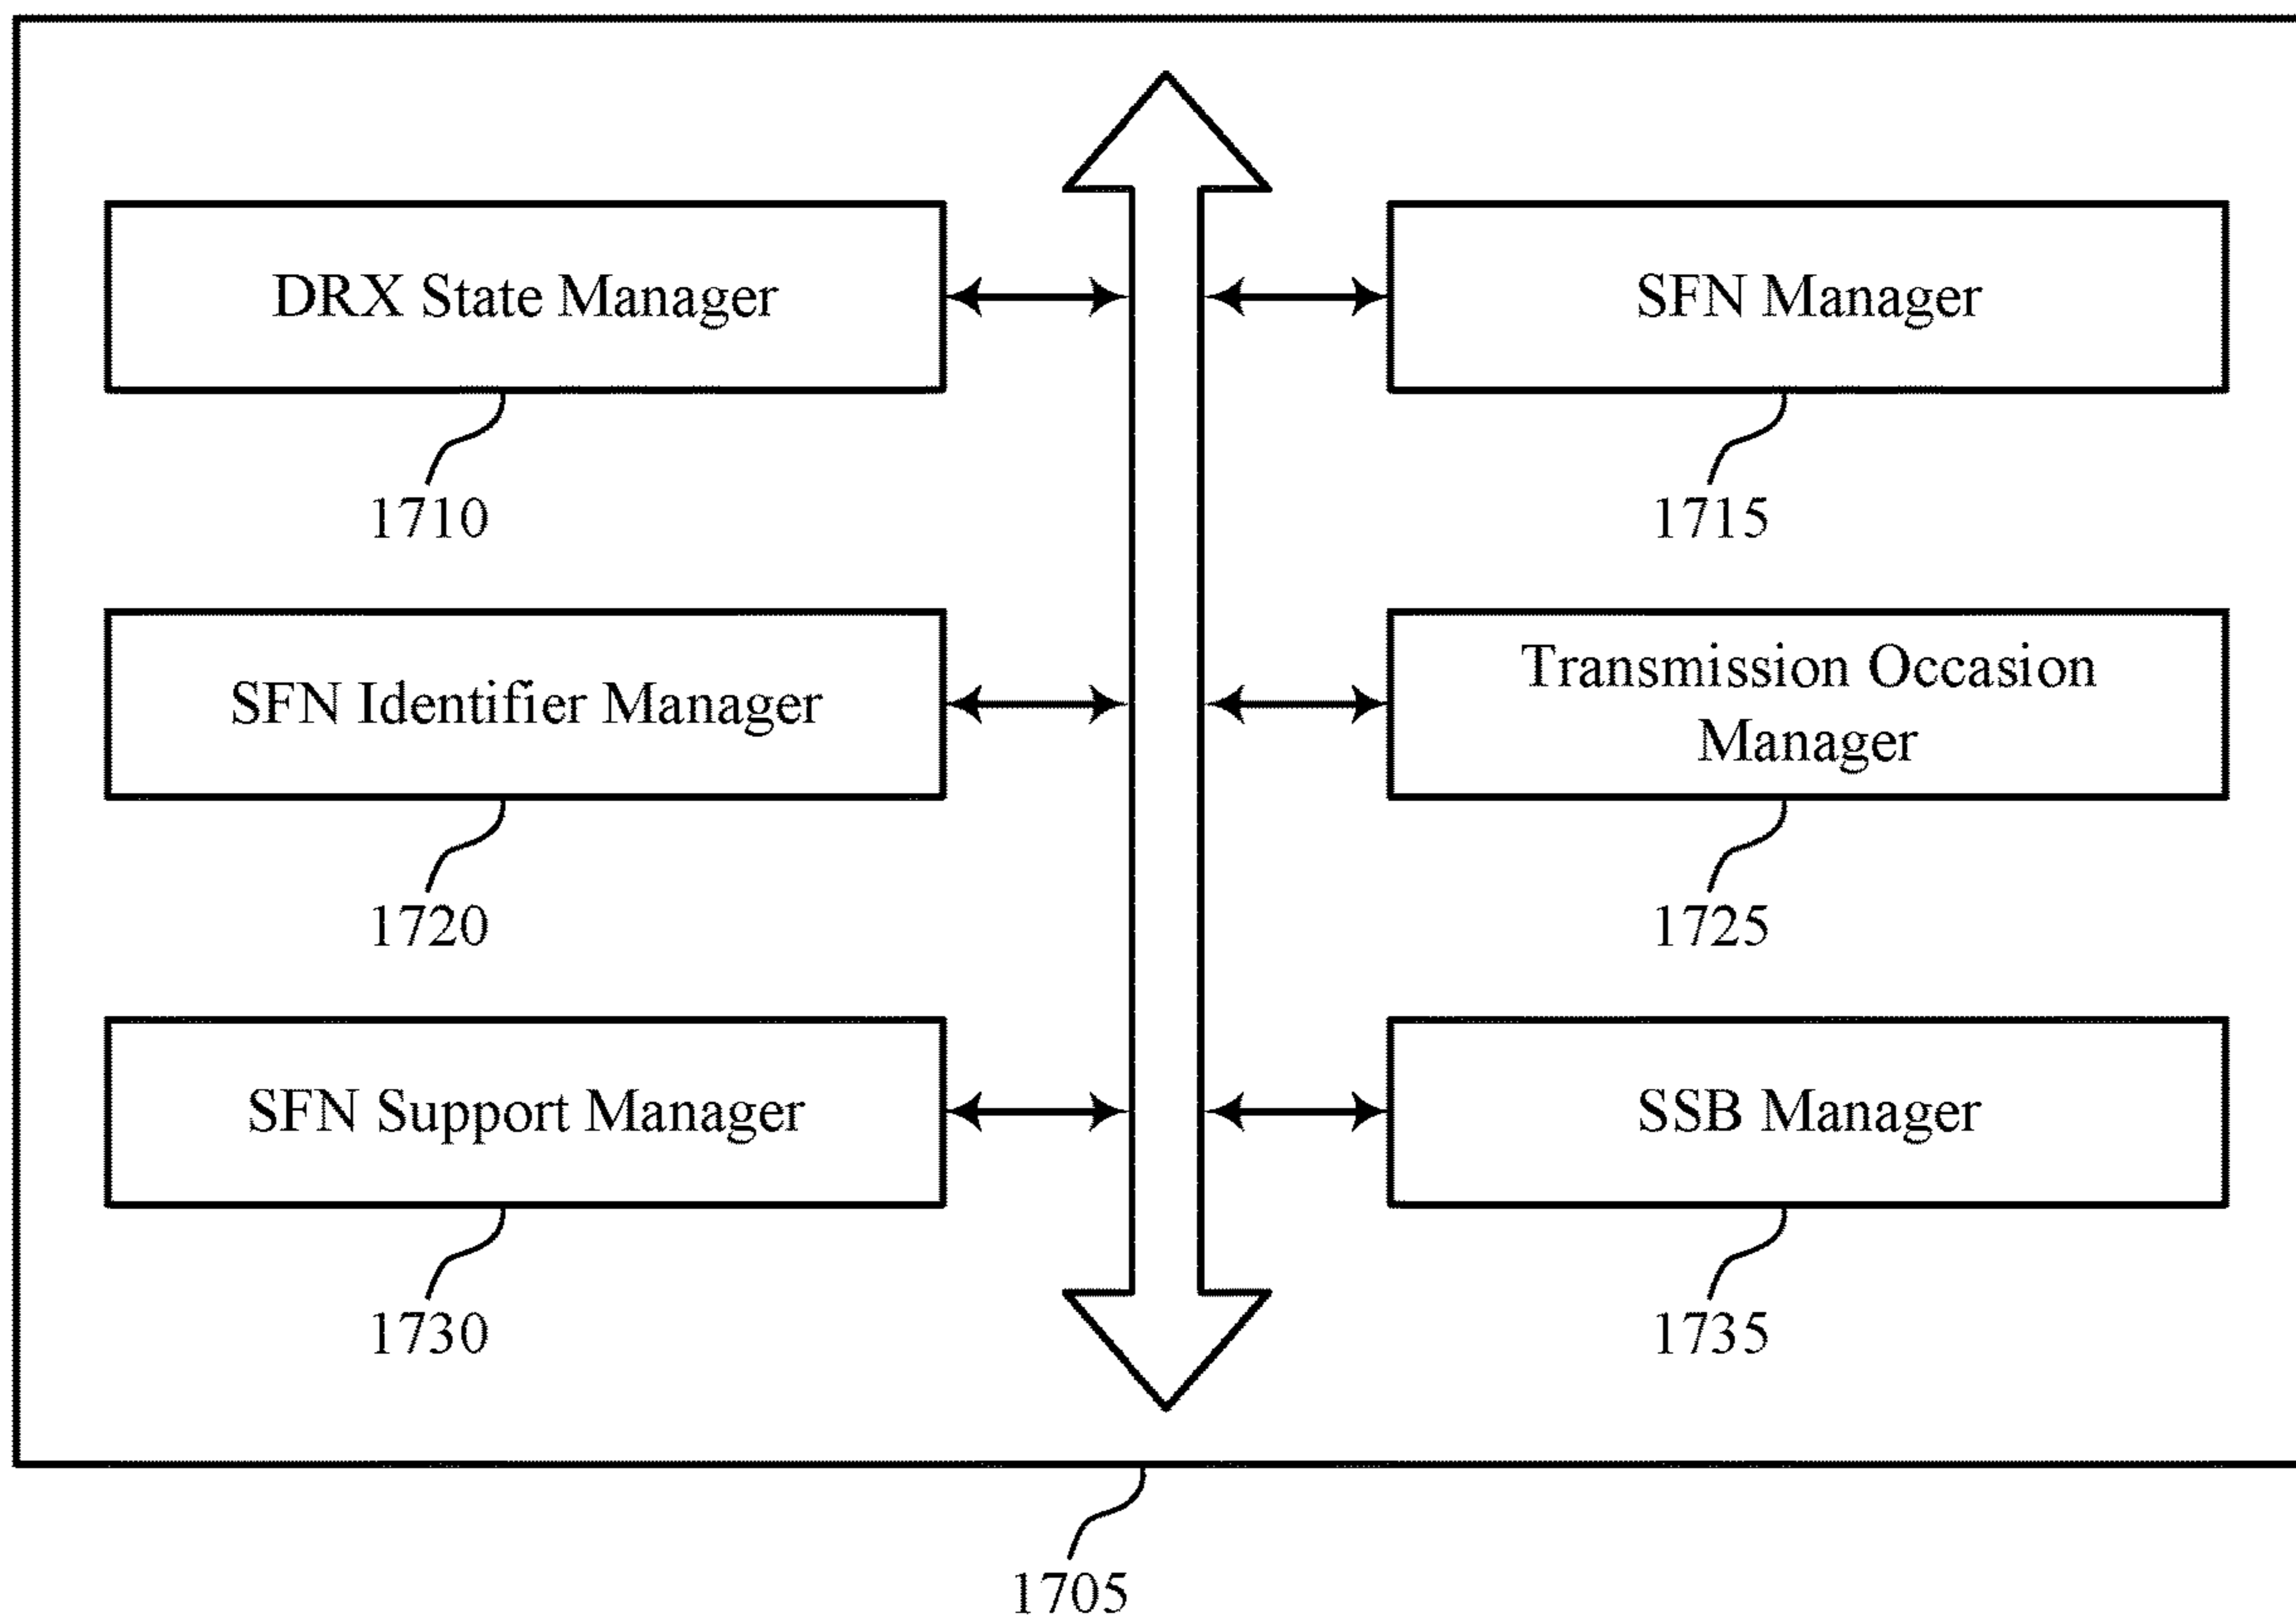 DRX State Manager
SFN Manager
1710
1715
SFN Identifier Manager
Transmission Occasion
Manager
1720
1725
SFN Support Manager
SSB Manager
1730
1735
1705